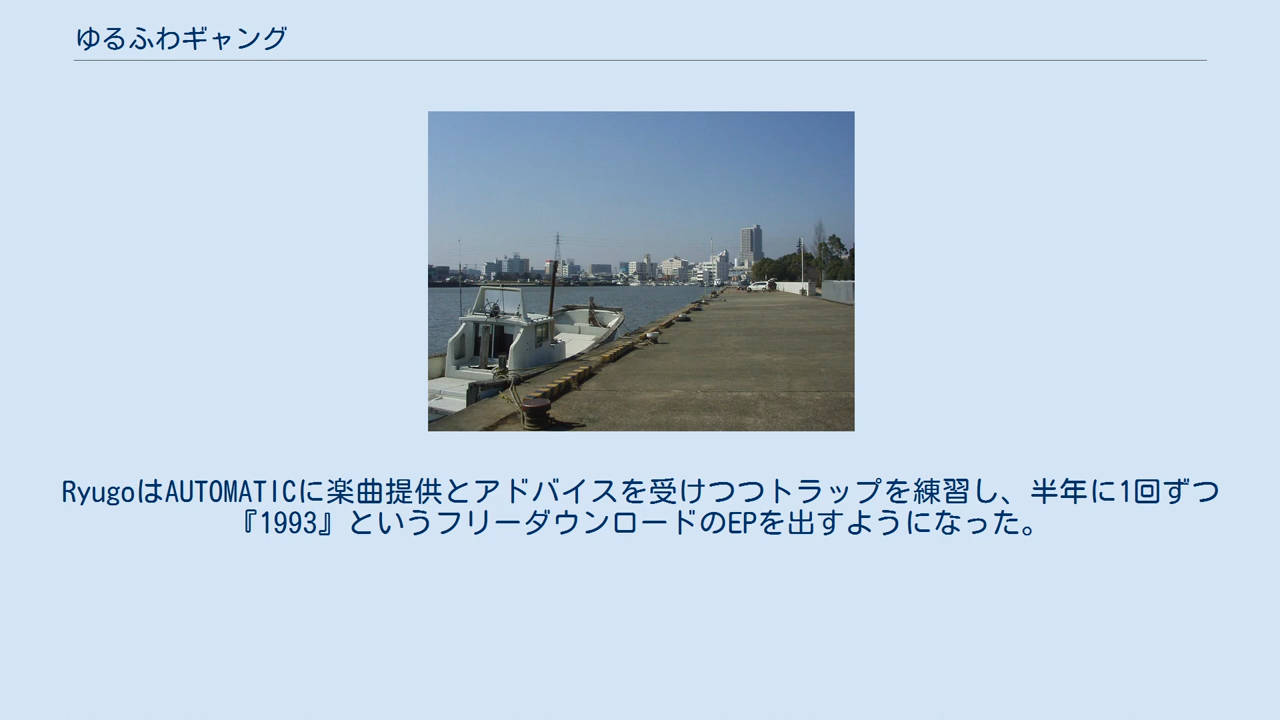 ゆるふわギャング
RyugoはAUTOMATICに楽曲提供とアドバイスを受けつつトラップを練習し、半年に1回ずつ
『1993』というフリーダウンロードのEPを出すようになった。